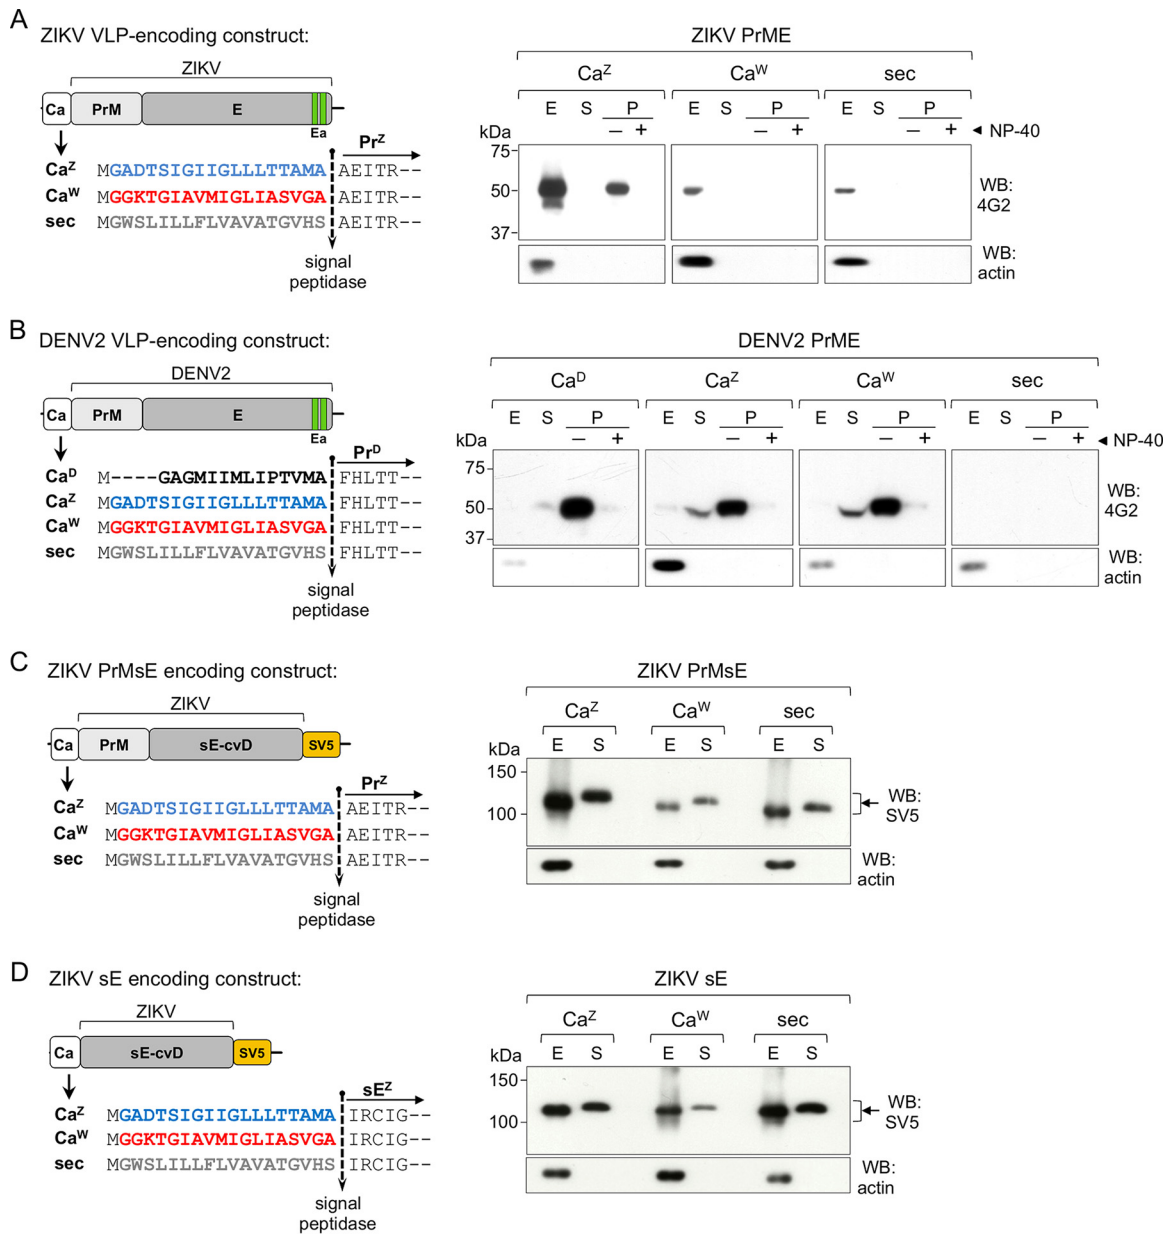 A
ZIKV VLP-encoding construct:
ZIKV
Ca PrM E
Ea
Pr^Z
Ca^Z MGADTSIGIIGLLLTTAMA AEITR--
Ca^W MGGKTGIAVMIGLIASVGA AEITR--
sec MGWSLILLFLVAVATGVHS AEITR--
signal
peptidase
ZIKV PrME
Ca^Z Ca^W sec
E S P E S P E S P
kDa – + – + – + ◄ NP-40
75
50
37
WB:
4G2
WB:
actin
B
DENV2 VLP-encoding construct:
DENV2
Ca PrM E
Ea
Pr^D
Ca^D M----GAGMIIMLIPTVMA FHLTT--
Ca^Z MGADTSIGIIGLLLTTAMA FHLTT--
Ca^W MGGKTGIAVMIGLIASVGA FHLTT--
sec MGWSLILLFLVAVATGVHS FHLTT--
signal
peptidase
DENV2 PrME
Ca^D Ca^Z Ca^W sec
E S P E S P E S P E S P
kDa – + – + – + – + ◄ NP-40
75
50
37
WB:
4G2
WB:
actin
C
ZIKV PrMsE encoding construct:
ZIKV
Ca PrM sE-cvD SV5
Pr^Z
Ca^Z MGADTSIGIIGLLLTTAMA AEITR--
Ca^W MGGKTGIAVMIGLIASVGA AEITR--
sec MGWSLILLFLVAVATGVHS AEITR--
signal
peptidase
ZIKV PrMsE
Ca^Z Ca^W sec
kDa E S E S E S
150
100
WB:
SV5
WB:
actin
D
ZIKV sE encoding construct:
ZIKV
Ca sE-cvD SV5
sE^Z
Ca^Z MGADTSIGIIGLLLTTAMA IRCIG--
Ca^W MGGKTGIAVMIGLIASVGA IRCIG--
sec MGWSLILLFLVAVATGVHS IRCIG--
signal
peptidase
ZIKV sE
Ca^Z Ca^W sec
kDa E S E S E S
150
100
WB:
SV5
WB:
actin